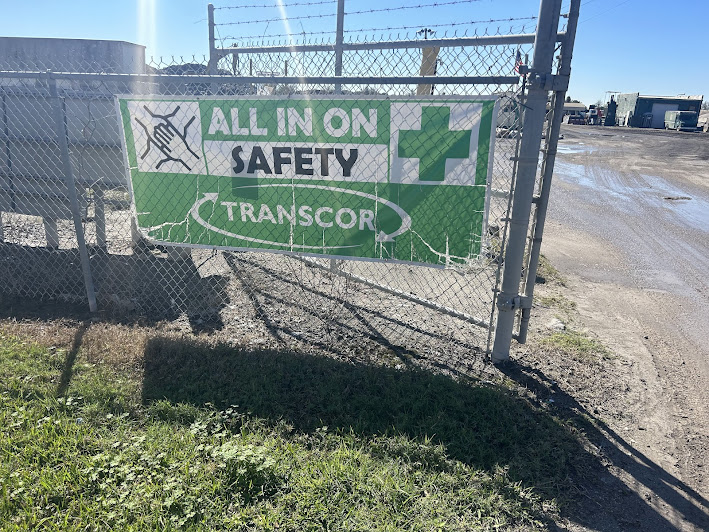 ALL IN ON
SAFETY
TRANSCOR